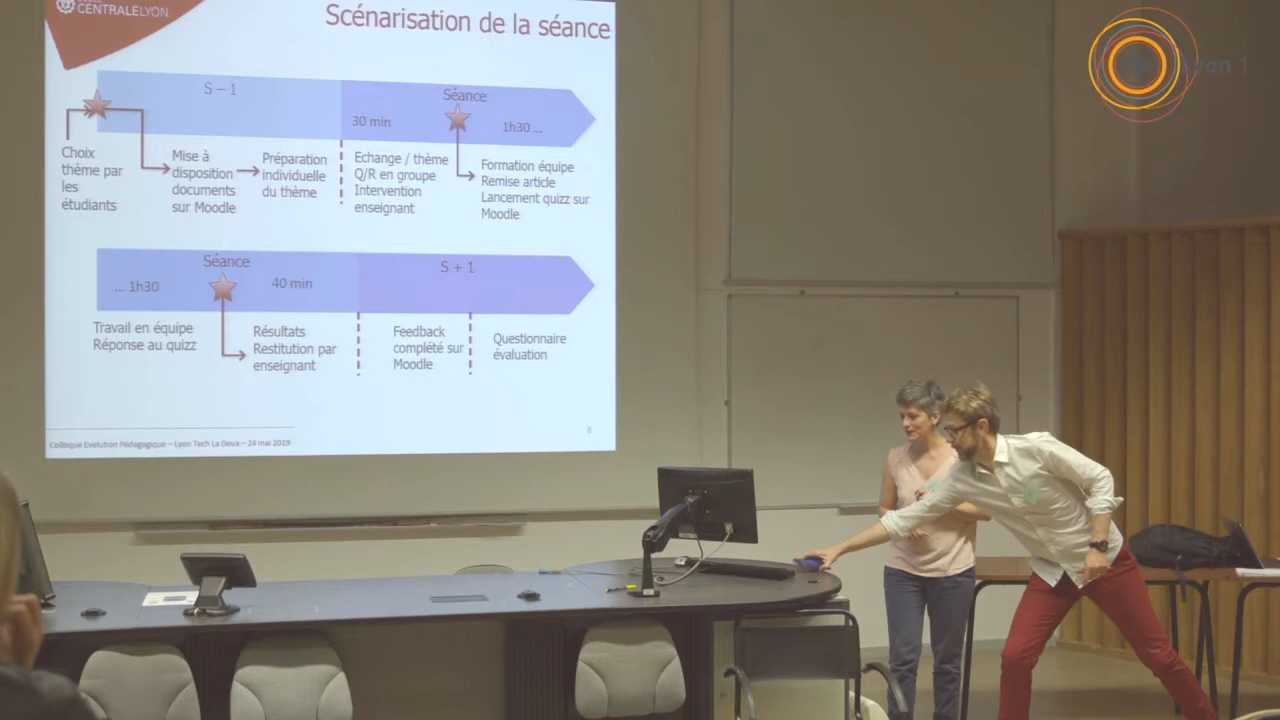 CENTRALELYON
Scénarisation de la séance
S – 1
Séance
30 min
1h30 ...
Choix
thème par
les
étudiants
Mise à
disposition
documents
sur Moodle
Préparation
individuelle
du thème
Echange / thème
Q/R en groupe
Intervention
enseignant
Formation équipe
Remise article
Lancement quizz sur
Moodle
Séance
S + 1
... 1h30
40 min
Travail en équipe
Réponse au quizz
Résultats
Restitution par
enseignant
Feedback
complété sur
Moodle
Questionnaire
évaluation
Colloque Evolution Pédagogique – Lyon Tech La Doua – 24 mai 2019
Lyon 1